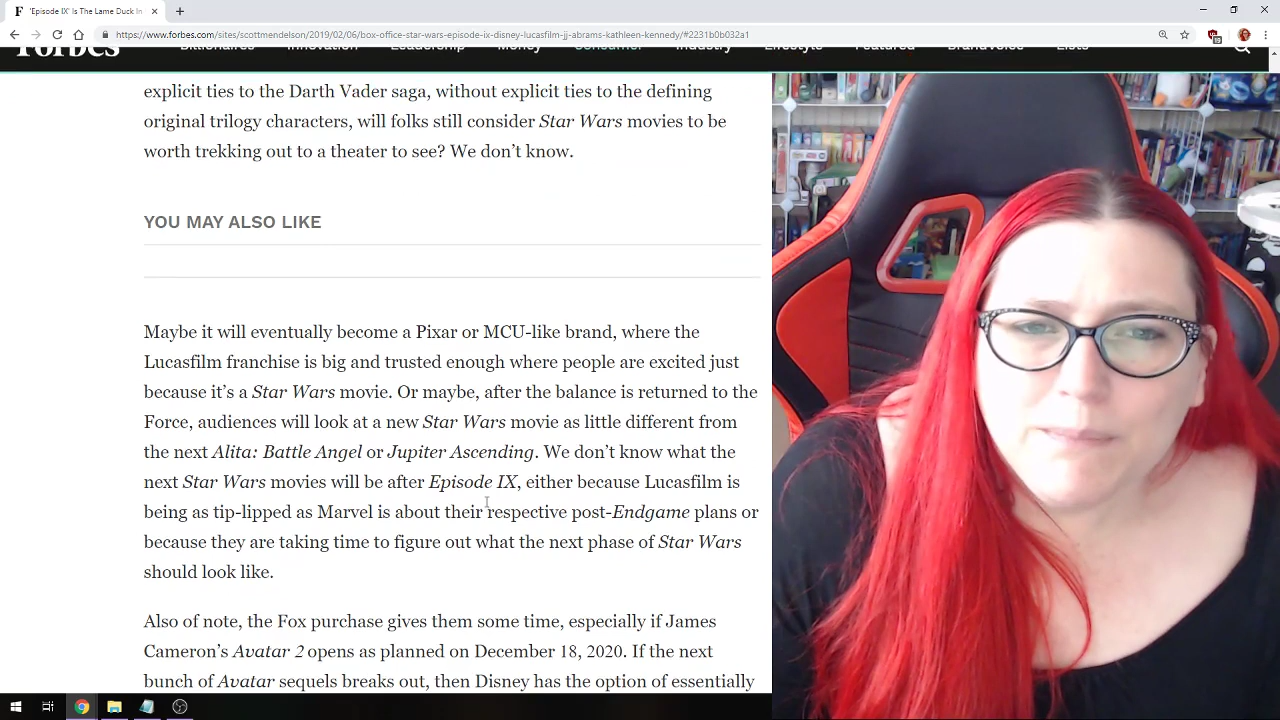 'Episode IX' Is The Lame Duck In
https://www.forbes.com/sites/scottmendelson/2019/02/06/box-office-star-wars-episode-ix-disney-lucasfilm-jj-abrams-kathleen-kennedy/#2231b0b032a1
Forbes Billionaires Innovation Leadership Money Consumer Industry Lifestyle Featured BrandVoice Lists
explicit ties to the Darth Vader saga, without explicit ties to the defining
original trilogy characters, will folks still consider Star Wars movies to be
worth trekking out to a theater to see? We don't know.
YOU MAY ALSO LIKE
Maybe it will eventually become a Pixar or MCU-like brand, where the
Lucasfilm franchise is big and trusted enough where people are excited just
because it's a Star Wars movie. Or maybe, after the balance is returned to the
Force, audiences will look at a new Star Wars movie as little different from
the next Alita: Battle Angel or Jupiter Ascending. We don't know what the
next Star Wars movies will be after Episode IX, either because Lucasfilm is
being as tip-lipped as Marvel is about their respective post-Endgame plans or
because they are taking time to figure out what the next phase of Star Wars
should look like.
Also of note, the Fox purchase gives them some time, especially if James
Cameron's Avatar 2 opens as planned on December 18, 2020. If the next
bunch of Avatar sequels breaks out, then Disney has the option of essentially